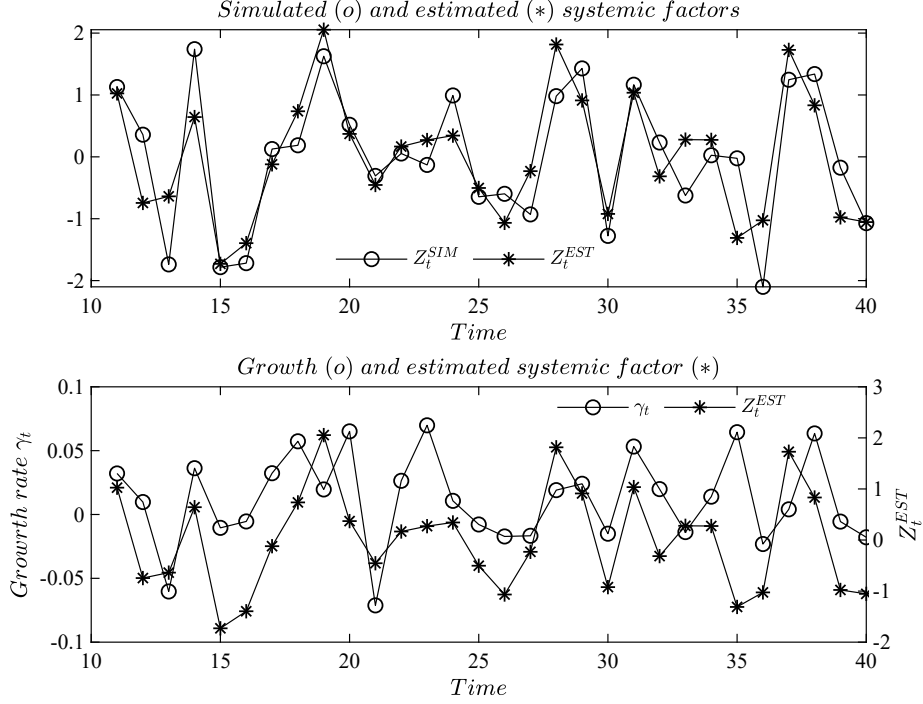 Simulated (o) and estimated (*) systemic factors
2
1
0
-1
-2
Z_t^{SIM} Z_t^{EST}
10 15 20 25 30 35 40
Time
Growth (o) and estimated systemic factor (*)
0.1 3
0.05 2
0 1
-0.05 0
-0.1 -1
-2
γ_t Z_t^{EST}
Growrth rate γ_t
Z_t^{EST}
10 15 20 25 30 35 40
Time